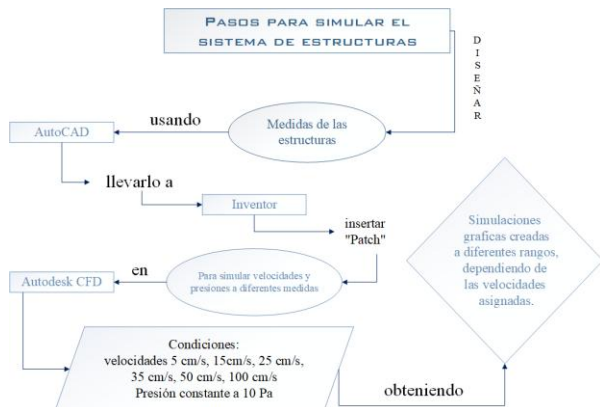 PASOS PARA SIMULAR EL
SISTEMA DE ESTRUCTURAS
DISEÑAR
Medidas de las
estructuras
usando
AutoCAD
llevarlo a
Inventor
insertar
"Patch"
Para simular velocidades y
presiones a diferentes medidas
en
Autodesk CFD
Condiciones:
velocidades 5 cm/s, 15cm/s, 25 cm/s,
35 cm/s, 50 cm/s, 100 cm/s
Presión constante a 10 Pa
obteniendo
Simulaciones
graficas creadas
a diferentes rangos,
dependiendo de
las velocidades
asignadas.